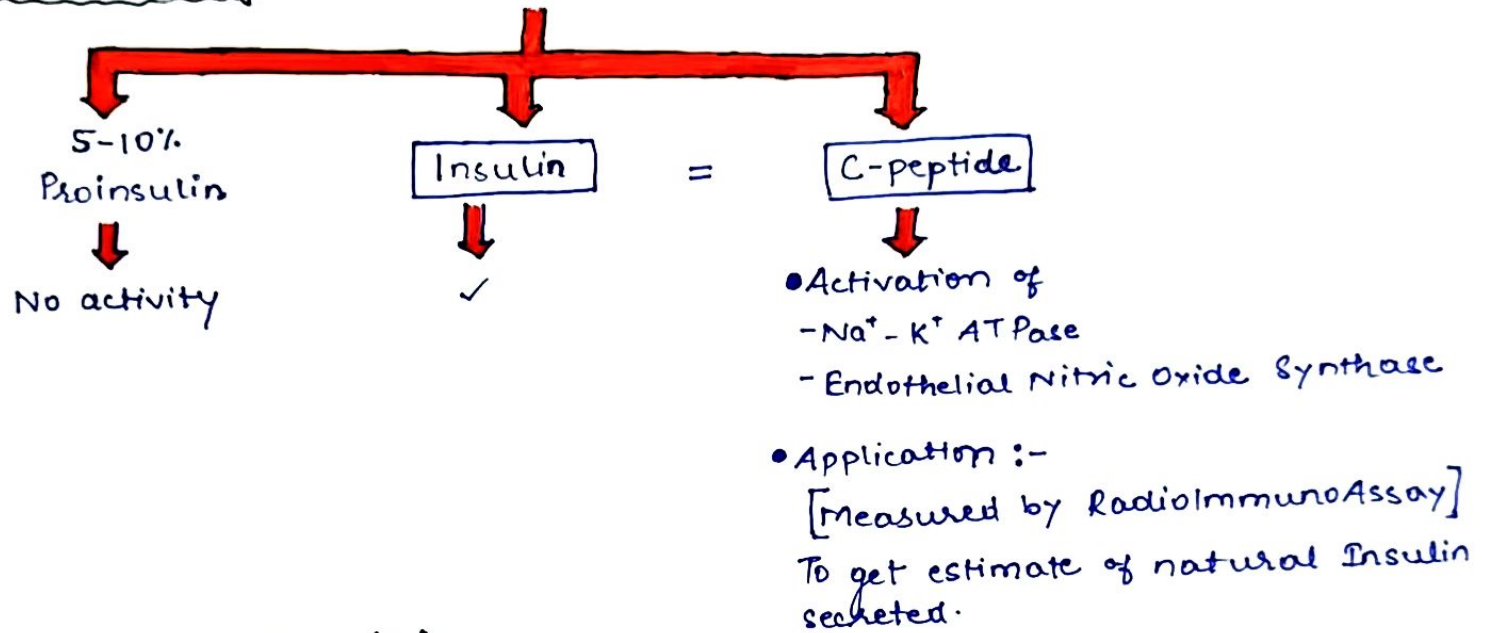 5-10%
Proinsulin
No activity
Insulin
✓
=
C-peptide
•Activation of
-Na⁺-K⁺ ATPase
-Endothelial Nitric Oxide Synthase
•Application :-
[Measured by RadioImmunoAssay]
To get estimate of natural Insulin
secreted.